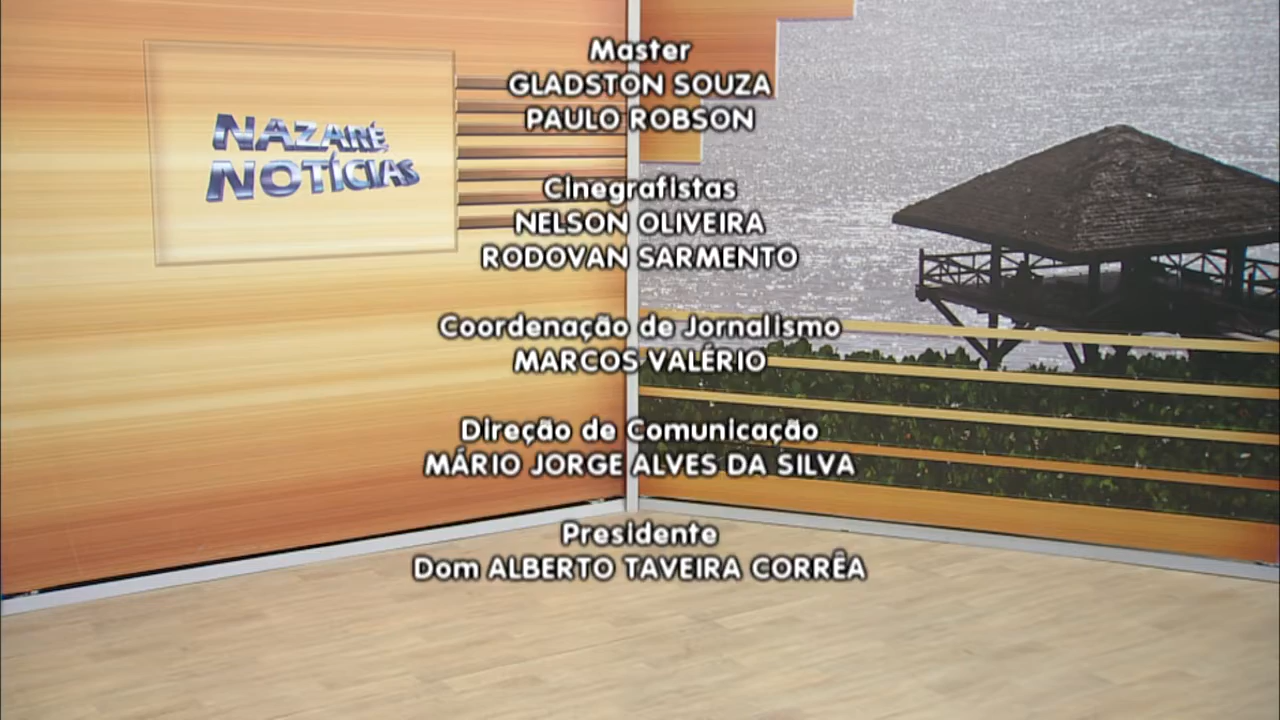 NAZARÉ
NOTÍCIAS
Master
GLADSTON SOUZA
PAULO ROBSON
Cinegrafistas
NELSON OLIVEIRA
RODOVAN SARMENTO
Coordenação de Jornalismo
MARCOS VALÉRIO
Direção de Comunicação
MÁRIO JORGE ALVES DA SILVA
Presidente
Dom ALBERTO TAVEIRA CORRÊA